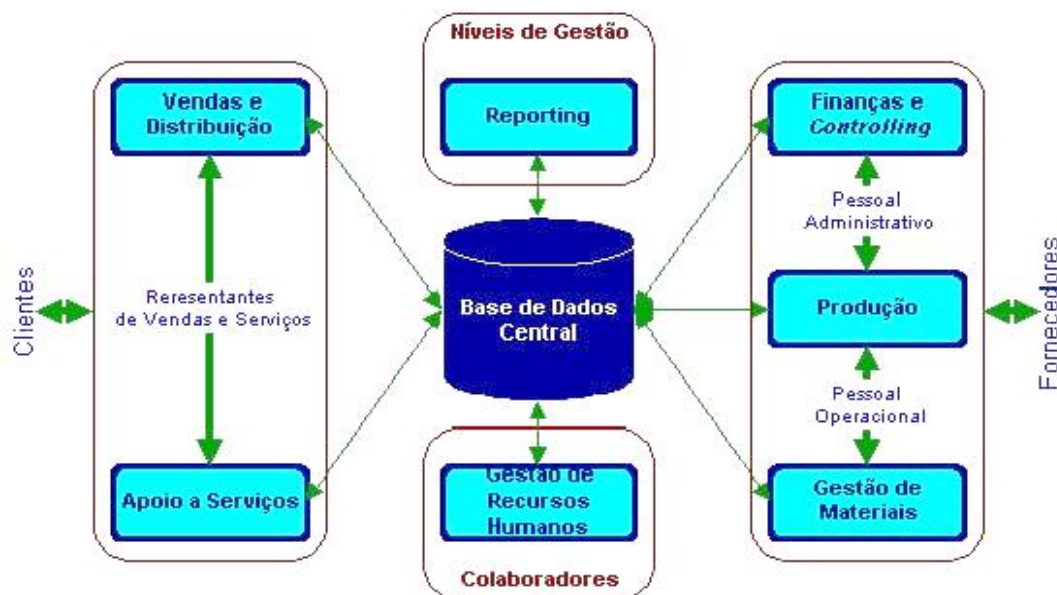 Níveis de Gestão
Vendas e
Distribuição
Reporting
Finanças e
Controlling
Pessoal
Administrativo
Clientes
Reresentantes
de Vendas e Serviços
Base de Dados
Central
Produção
Fornecedores
Pessoal
Operacional
Apoio a Serviços
Gestão de
Recursos
Humanos
Gestão de
Materiais
Colaboradores